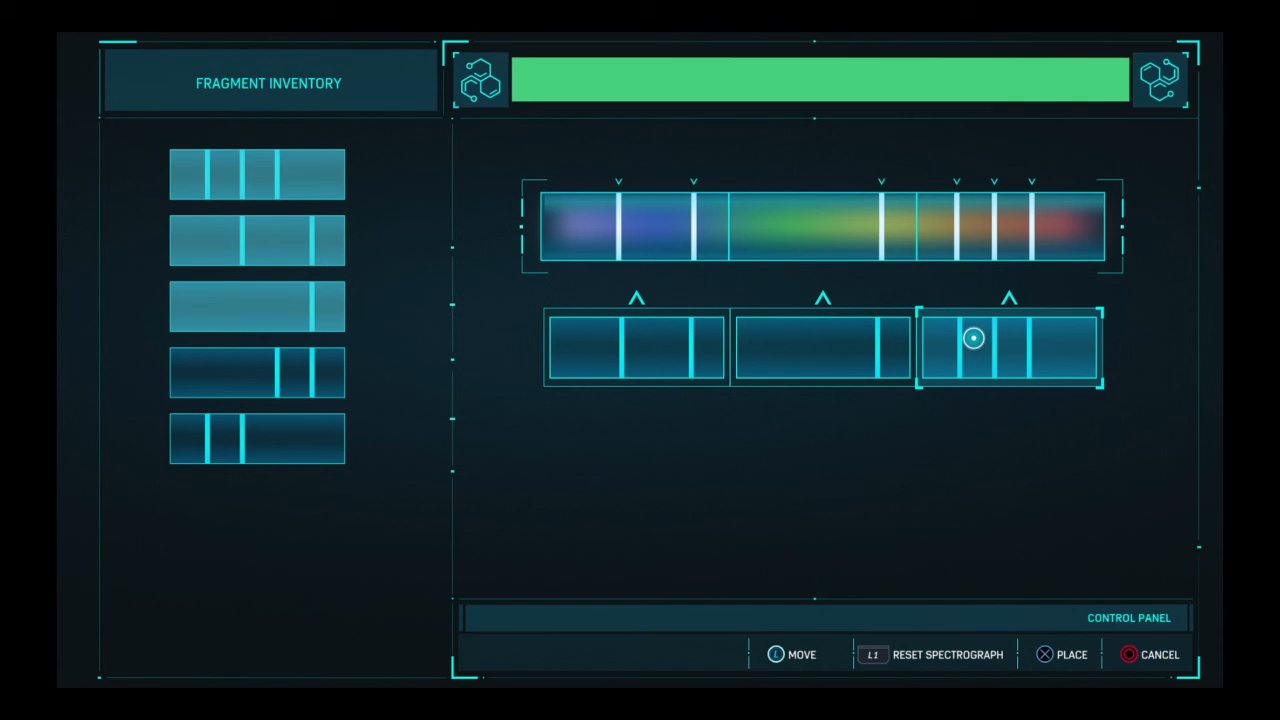 FRAGMENT INVENTORY
CONTROL PANEL
L MOVE
L1 RESET SPECTROGRAPH
PLACE
CANCEL